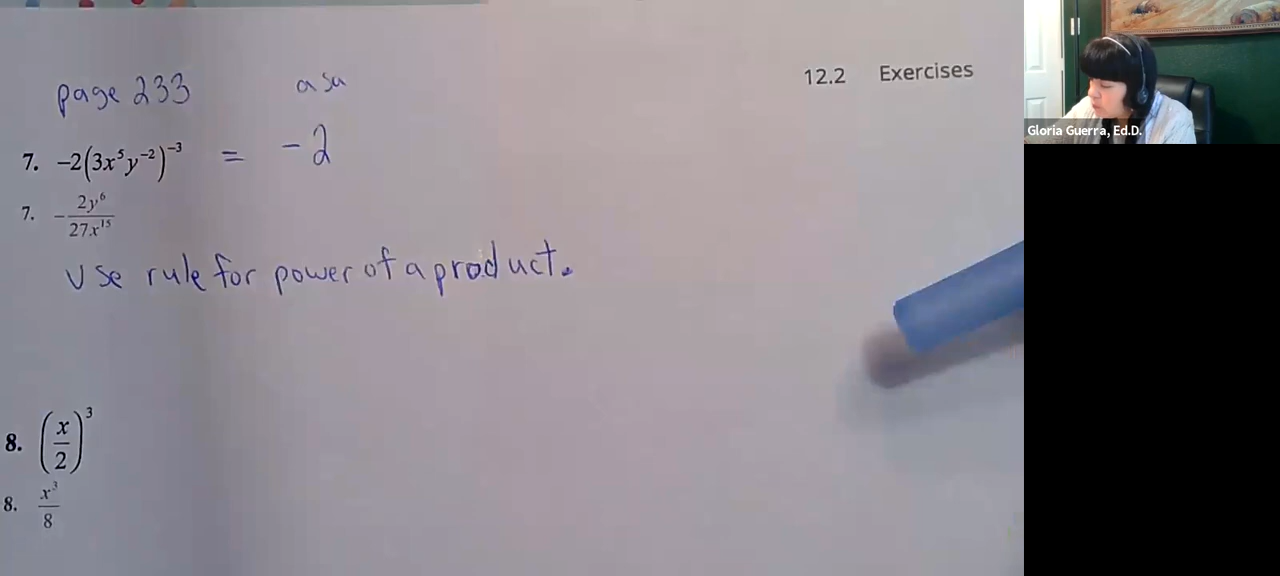 page 233
12.2 Exercises
7. −2(3x⁵y⁻²)⁻³ = −2
7. −2y⁶/27x¹⁵
Use rule for power of a product.
8. (x/2)³
8. x³/8
Gloria Guerra, Ed.D.